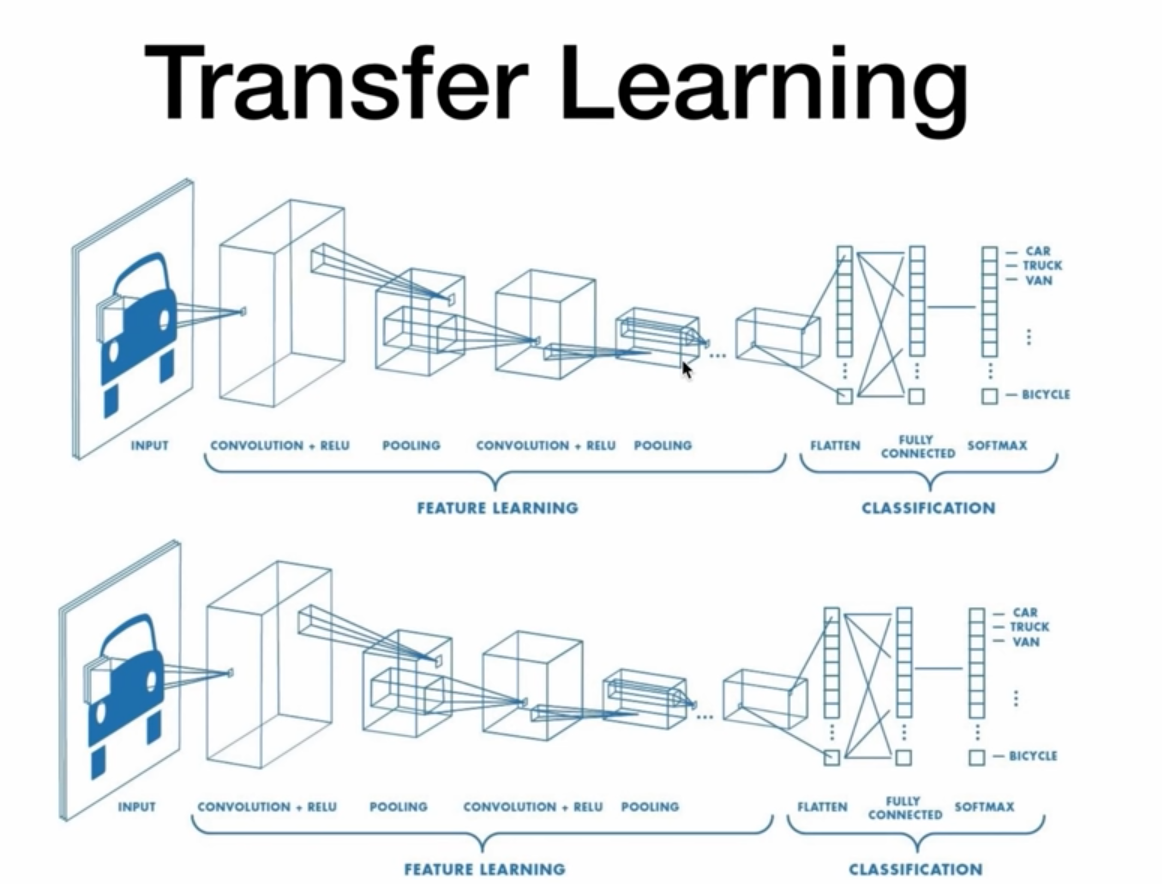 Transfer Learning
CAR
TRUCK
VAN
BICYCLE
INPUT CONVOLUTION + RELU POOLING CONVOLUTION + RELU POOLING FLATTEN FULLY CONNECTED SOFTMAX
FEATURE LEARNING CLASSIFICATION
CAR
TRUCK
VAN
BICYCLE
INPUT CONVOLUTION + RELU POOLING CONVOLUTION + RELU POOLING FLATTEN FULLY CONNECTED SOFTMAX
FEATURE LEARNING CLASSIFICATION